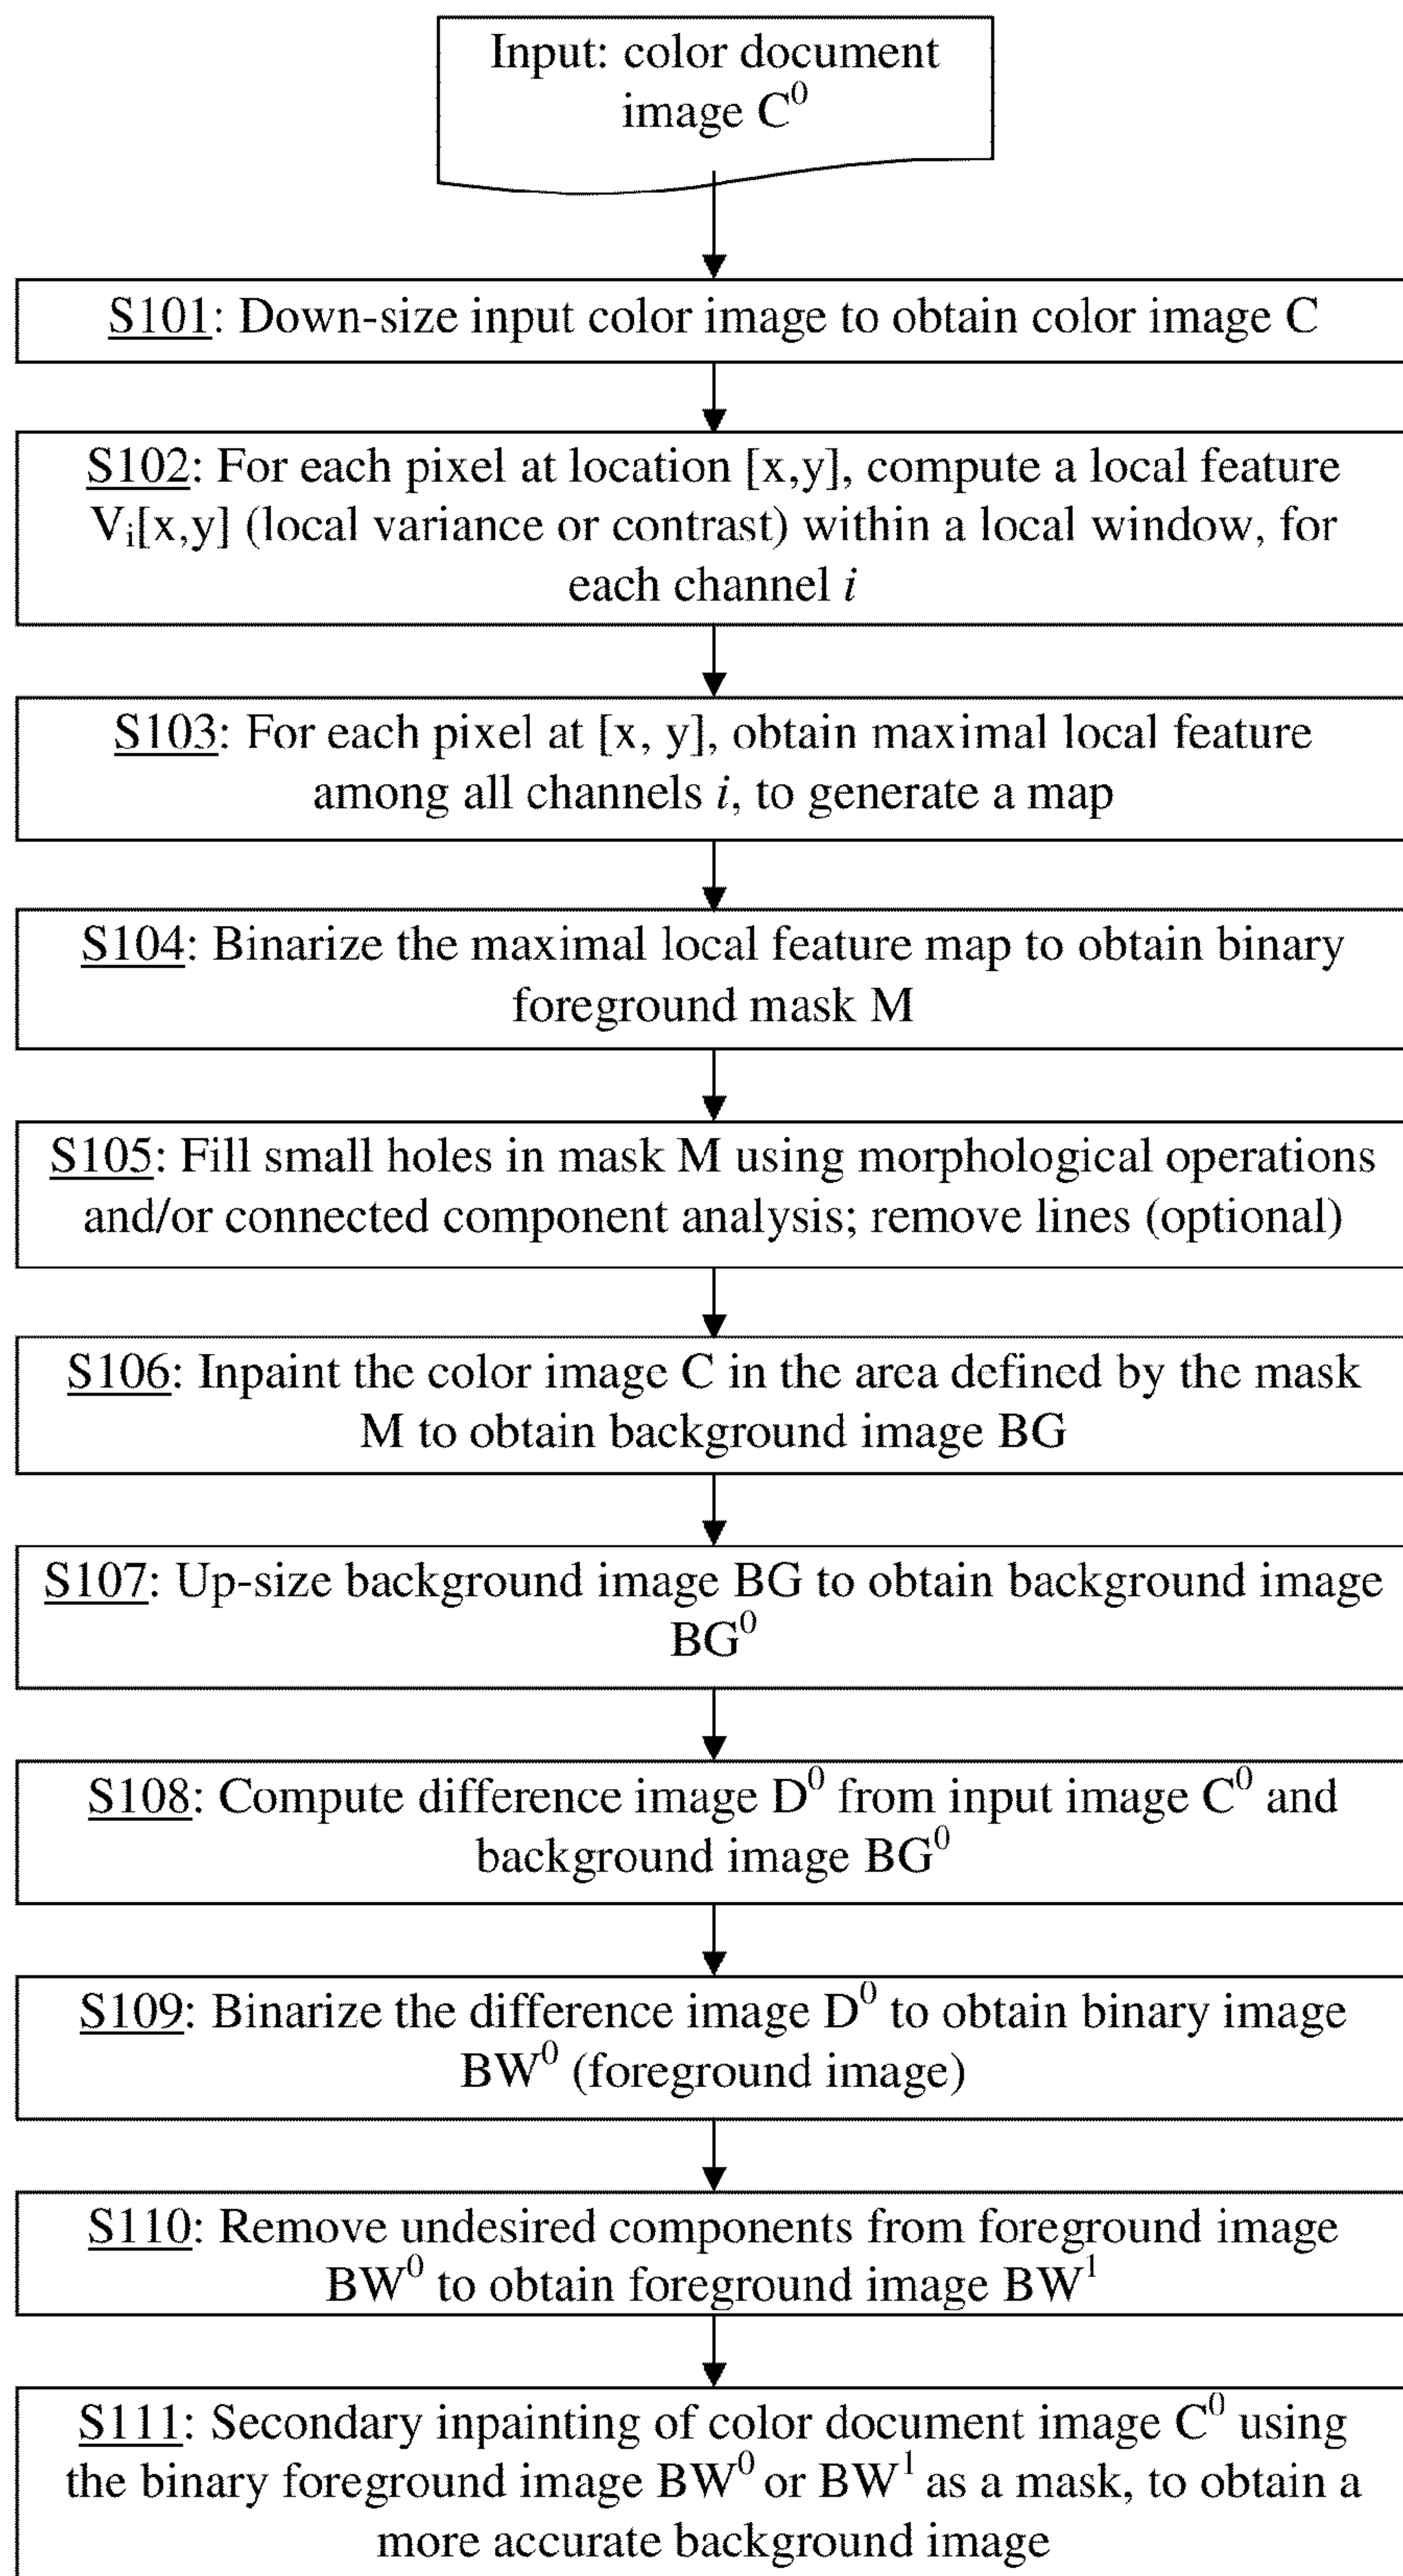 Input: color document
image C⁰
S101: Down-size input color image to obtain color image C
S102: For each pixel at location [x,y], compute a local feature
Vᵢ[x,y] (local variance or contrast) within a local window, for
each channel i
S103: For each pixel at [x, y], obtain maximal local feature
among all channels i, to generate a map
S104: Binarize the maximal local feature map to obtain binary
foreground mask M
S105: Fill small holes in mask M using morphological operations
and/or connected component analysis; remove lines (optional)
S106: Inpaint the color image C in the area defined by the mask
M to obtain background image BG
S107: Up-size background image BG to obtain background image
BG⁰
S108: Compute difference image D⁰ from input image C⁰ and
background image BG⁰
S109: Binarize the difference image D⁰ to obtain binary image
BW⁰ (foreground image)
S110: Remove undesired components from foreground image
BW⁰ to obtain foreground image BW¹
S111: Secondary inpainting of color document image C⁰ using
the binary foreground image BW⁰ or BW¹ as a mask, to obtain a
more accurate background image